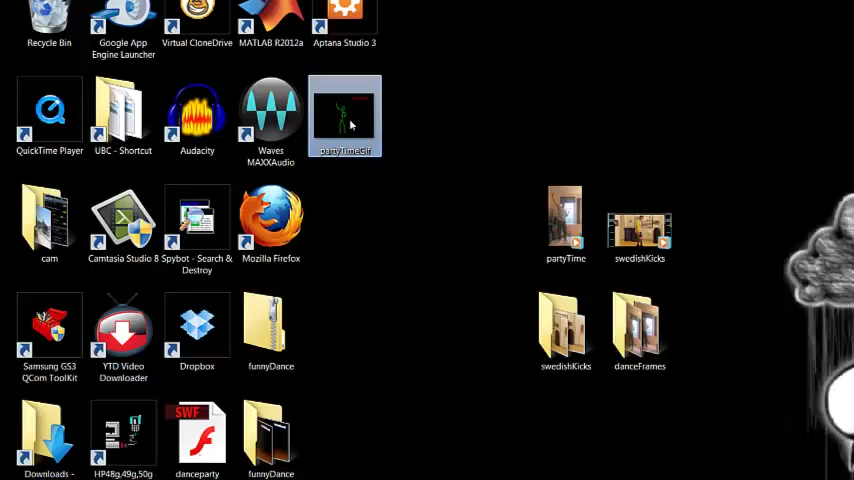 Recycle Bin
Google App
Engine Launcher
Virtual CloneDrive
MATLAB R2012a
Aptana Studio 3
QuickTime Player
UBC - Shortcut
Audacity
Waves
MAXXAudio
partyTimeGif
cam
Camtasia Studio 8
Spybot - Search &
Destroy
Mozilla Firefox
partyTime
swedishKicks
Samsung GS3
QCom ToolKit
YTD Video
Downloader
Dropbox
funnyDance
swedishKicks
danceFrames
SWF
Downloads -
HP48g,49g,50g
danceparty
funnyDance